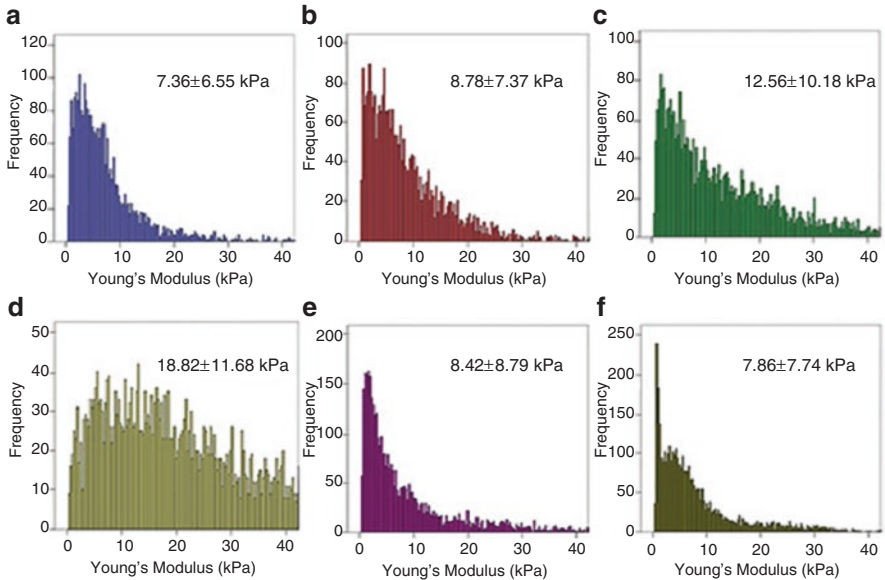 a
120
100
80
60
40
20
0
Frequency
7.36±6.55 kPa
0 10 20 30 40
Young's Modulus (kPa)
b
100
80
60
40
20
0
Frequency
8.78±7.37 kPa
0 10 20 30 40
Young's Modulus (kPa)
c
100
80
60
40
20
0
Frequency
12.56±10.18 kPa
0 10 20 30 40
Young's Modulus (kPa)
d
50
40
30
20
10
0
Frequency
18.82±11.68 kPa
0 10 20 30 40
Young's Modulus (kPa)
e
200
150
100
50
0
Frequency
8.42±8.79 kPa
0 10 20 30 40
Young's Modulus (kPa)
f
250
200
150
100
50
0
Frequency
7.86±7.74 kPa
0 10 20 30 40
Young's Modulus (kPa)